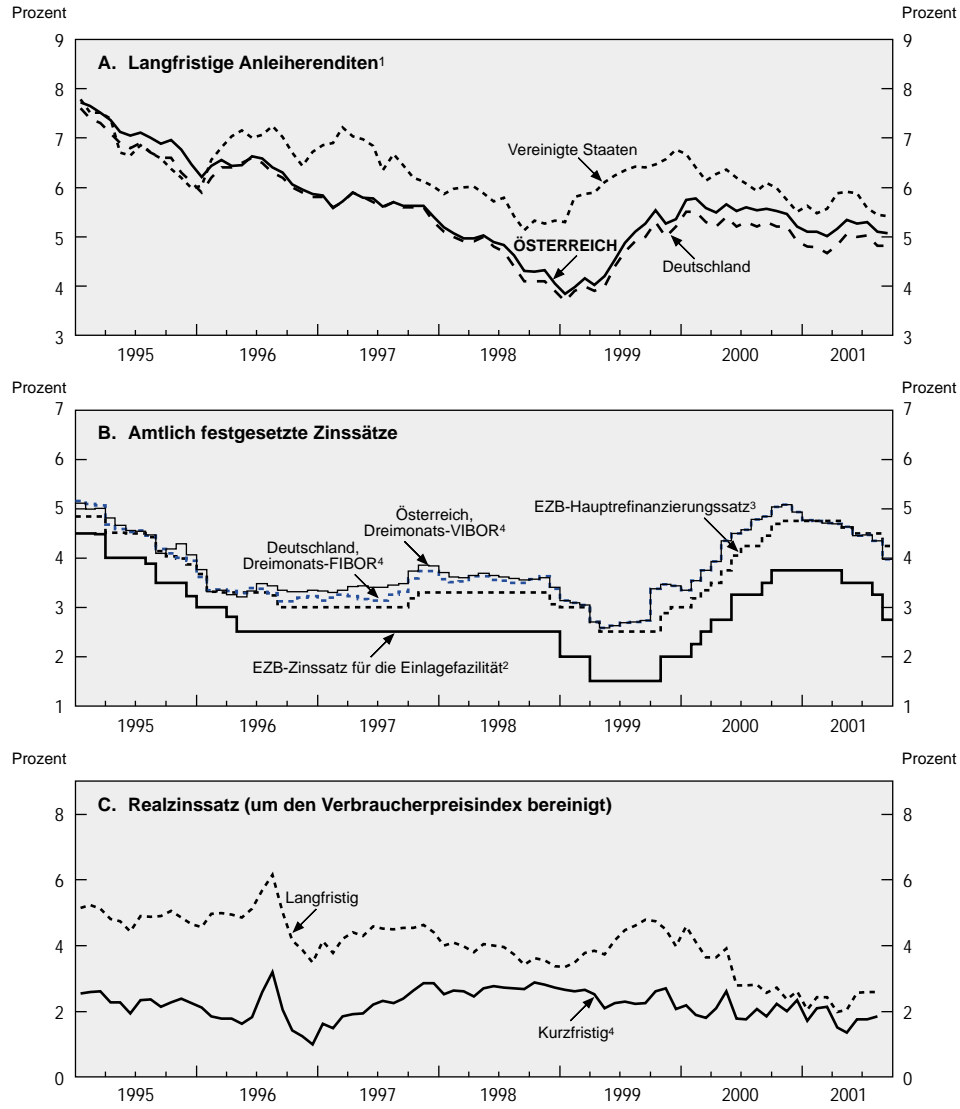 Prozent Prozent
9 9
A. Langfristige Anleiherenditen¹
8 8
7 7
Vereinigte Staaten
6 6
5 5
ÖSTERREICH
Deutschland
4 4
3 3
1995 1996 1997 1998 1999 2000 2001
Prozent Prozent
7 7
B. Amtlich festgesetzte Zinssätze
6 6
5 5
EZB-Hauptrefinanzierungssatz³
Österreich,
Dreimonats-VIBOR⁴
Deutschland,
Dreimonats-FIBOR⁴
4 4
3 3
2 2
EZB-Zinssatz für die Einlagefazilität²
1 1
1995 1996 1997 1998 1999 2000 2001
Prozent Prozent
C. Realzinssatz (um den Verbraucherpreisindex bereinigt)
8 8
6 6
Langfristig
4 4
2 2
Kurzfristig⁴
0 0
1995 1996 1997 1998 1999 2000 2001